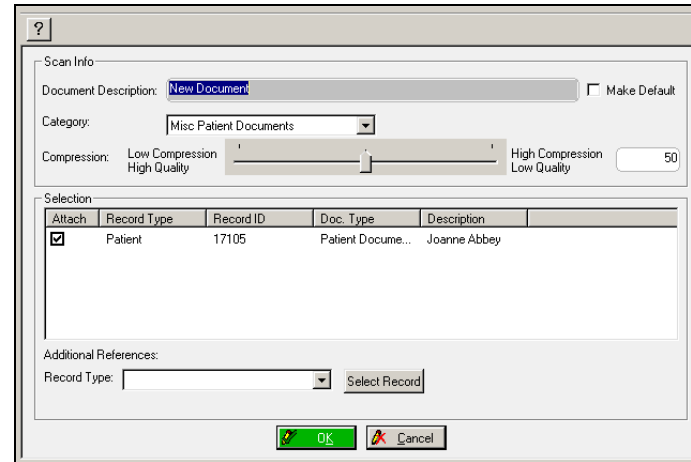 ?
Scan Info
Document Description: New Document Make Default
Category: Misc Patient Documents
Compression: Low Compression High Compression 50
High Quality Low Quality
Selection
Attach Record Type Record ID Doc. Type Description
Patient 17105 Patient Docume... Joanne Abbey
Additional References:
Record Type: Select Record
OK Cancel